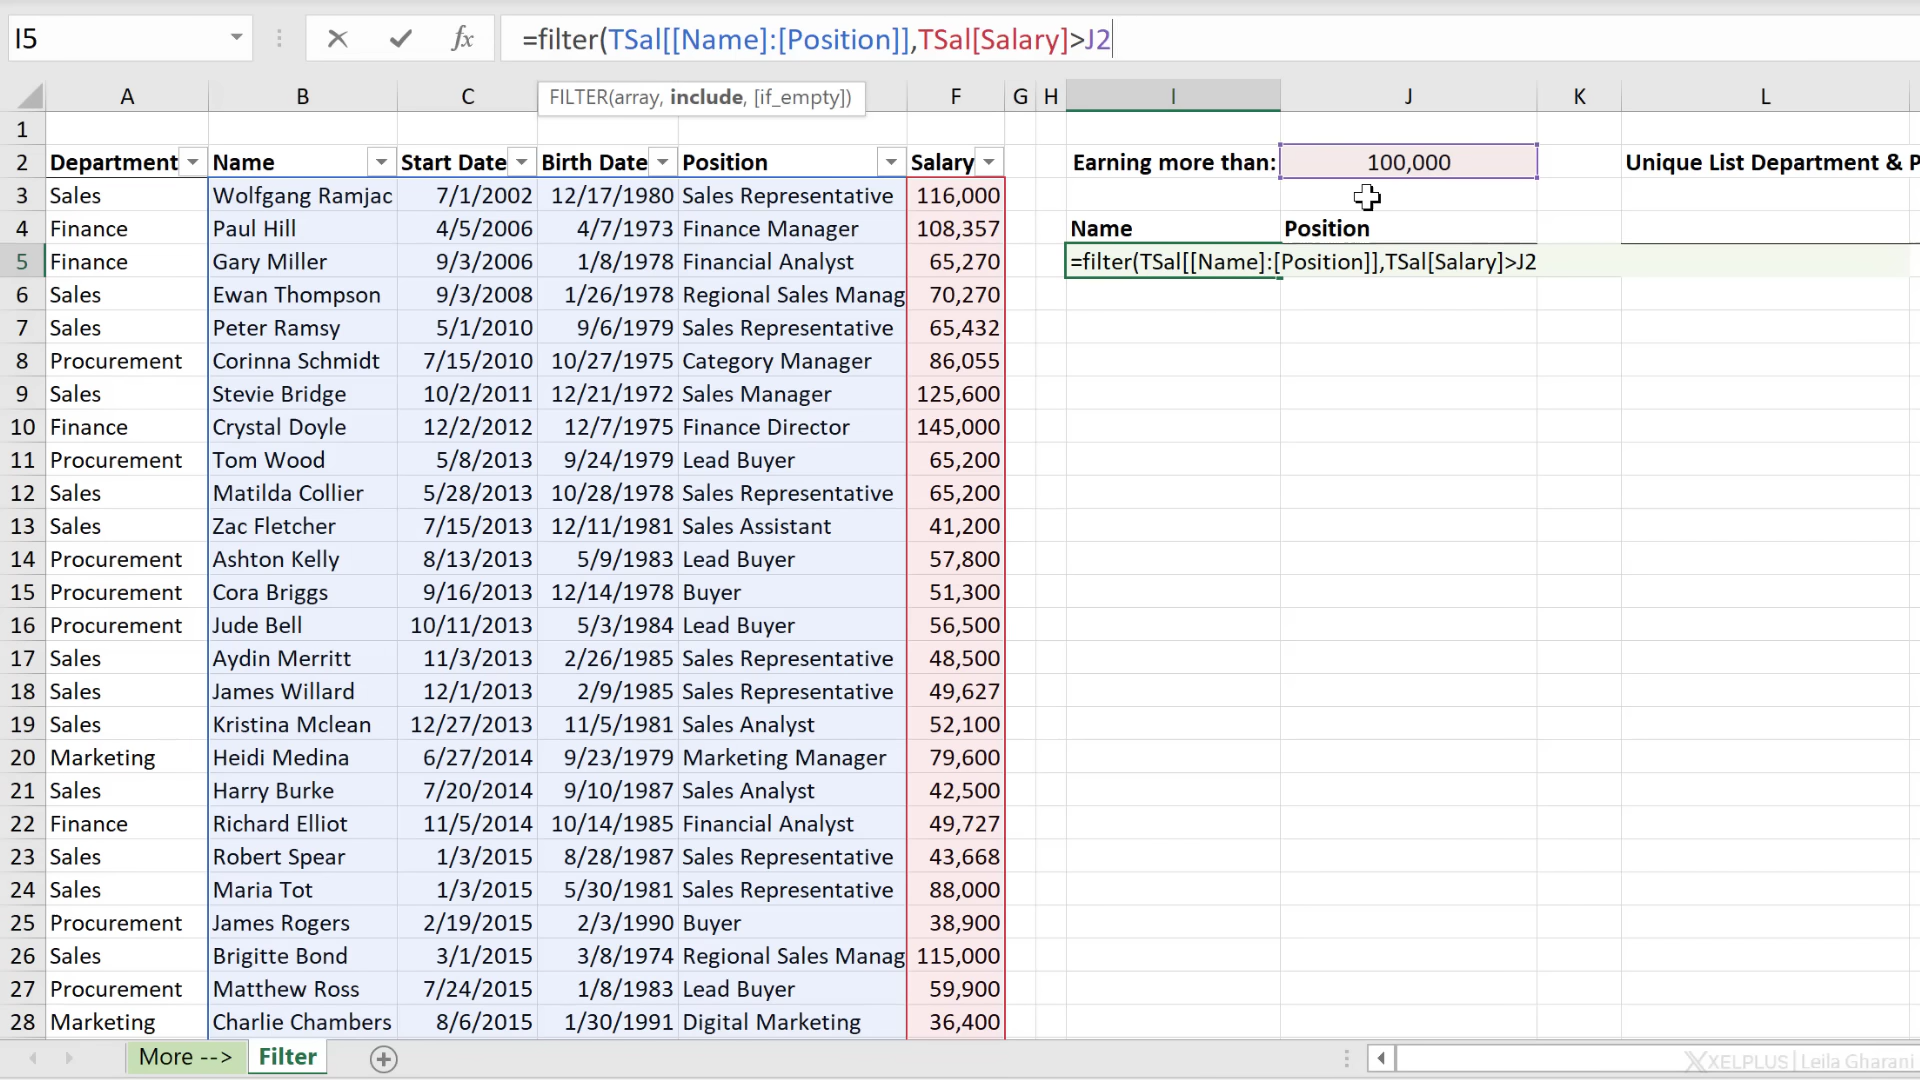 I5 =filter(TSal[[Name]:[Position]],TSal[Salary]>J2
FILTER(array, include, [if_empty])
A B C F G H I J K L
1
2 Department Name Start Date Birth Date Position Salary Earning more than: 100,000 Unique List Department & P
3 Sales Wolfgang Ramjac 7/1/2002 12/17/1980 Sales Representative 116,000
4 Finance Paul Hill 4/5/2006 4/7/1973 Finance Manager 108,357 Name Position
5 Finance Gary Miller 9/3/2006 1/8/1978 Financial Analyst 65,270 =filter(TSal[[Name]:[Position]],TSal[Salary]>J2
6 Sales Ewan Thompson 9/3/2008 1/26/1978 Regional Sales Manag 70,270
7 Sales Peter Ramsy 5/1/2010 9/6/1979 Sales Representative 65,432
8 Procurement Corinna Schmidt 7/15/2010 10/27/1975 Category Manager 86,055
9 Sales Stevie Bridge 10/2/2011 12/21/1972 Sales Manager 125,600
10 Finance Crystal Doyle 12/2/2012 12/7/1975 Finance Director 145,000
11 Procurement Tom Wood 5/8/2013 9/24/1979 Lead Buyer 65,200
12 Sales Matilda Collier 5/28/2013 10/28/1978 Sales Representative 65,200
13 Sales Zac Fletcher 7/15/2013 12/11/1981 Sales Assistant 41,200
14 Procurement Ashton Kelly 8/13/2013 5/9/1983 Lead Buyer 57,800
15 Procurement Cora Briggs 9/16/2013 12/14/1978 Buyer 51,300
16 Procurement Jude Bell 10/11/2013 5/3/1984 Lead Buyer 56,500
17 Sales Aydin Merritt 11/3/2013 2/26/1985 Sales Representative 48,500
18 Sales James Willard 12/1/2013 2/9/1985 Sales Representative 49,627
19 Sales Kristina Mclean 12/27/2013 11/5/1981 Sales Analyst 52,100
20 Marketing Heidi Medina 6/27/2014 9/23/1979 Marketing Manager 79,600
21 Sales Harry Burke 7/20/2014 9/10/1987 Sales Analyst 42,500
22 Finance Richard Elliot 11/5/2014 10/14/1985 Financial Analyst 49,727
23 Sales Robert Spear 1/3/2015 8/28/1987 Sales Representative 43,668
24 Sales Maria Tot 1/3/2015 5/30/1981 Sales Representative 88,000
25 Procurement James Rogers 2/19/2015 2/3/1990 Buyer 38,900
26 Sales Brigitte Bond 3/1/2015 3/8/1974 Regional Sales Manag 115,000
27 Procurement Matthew Ross 7/24/2015 1/8/1983 Lead Buyer 59,900
28 Marketing Charlie Chambers 8/6/2015 1/30/1991 Digital Marketing 36,400
More --> Filter
XELPLUS | Leila Gharani